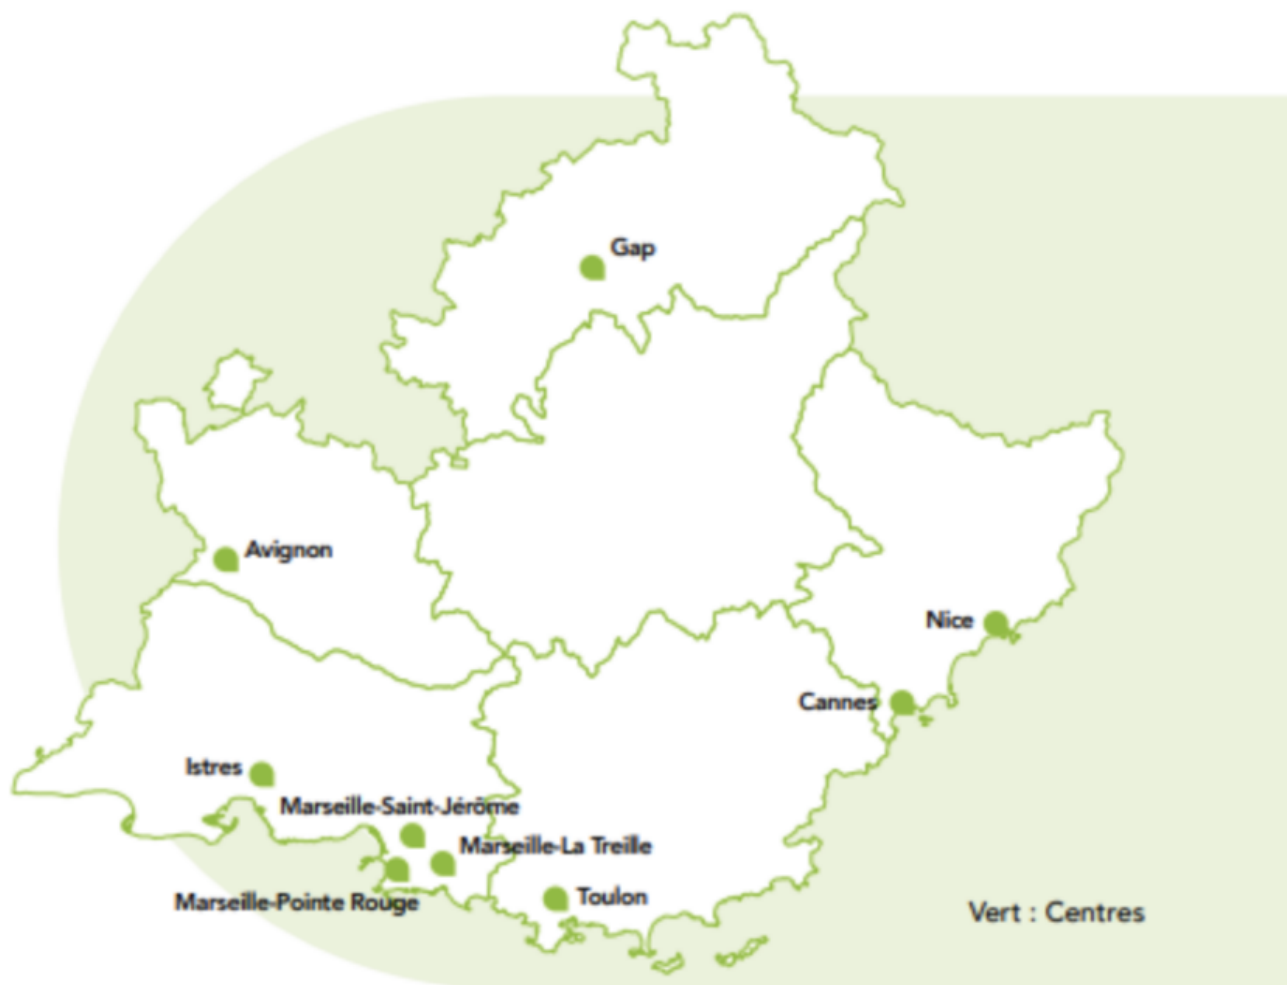 Gap
Avignon
Nice
Cannes
Istres
Marseille-Saint-Jérôme
Marseille-La Treille
Toulon
Marseille-Pointe Rouge
Vert : Centres